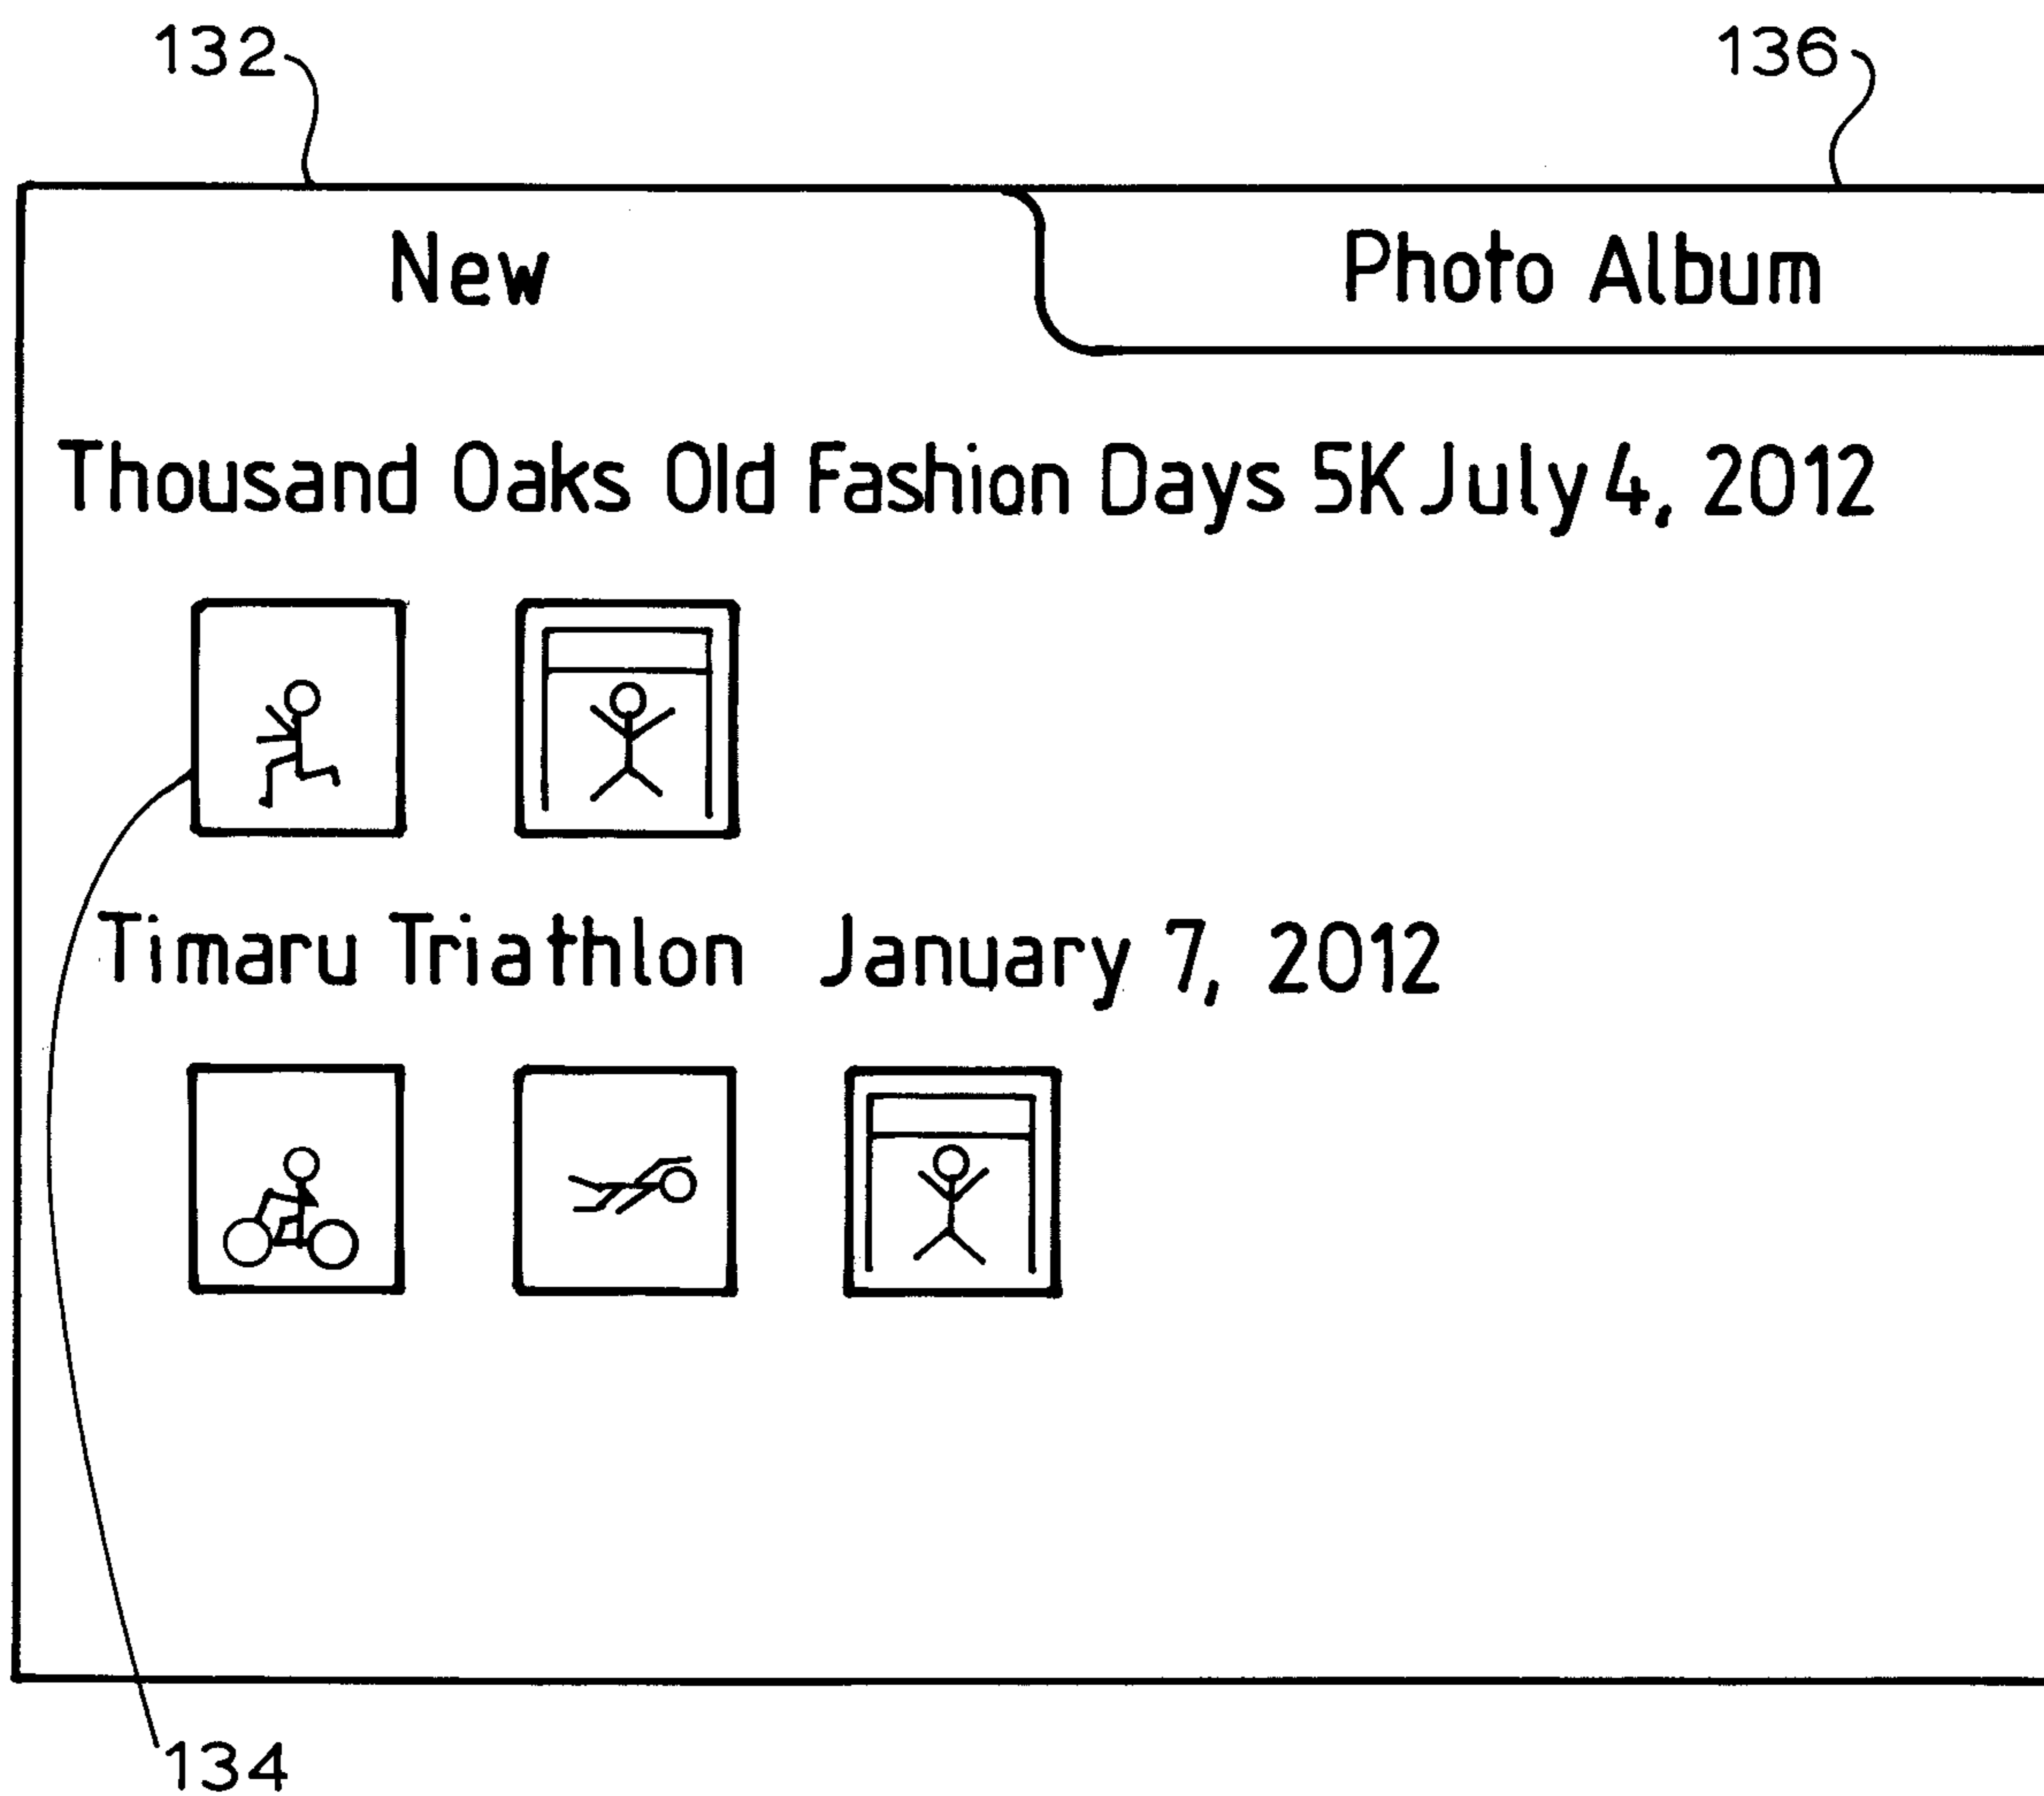 132 136
New Photo Album
Thousand Oaks Old Fashion Days 5K July 4, 2012
Timaru Triathlon January 7, 2012
134